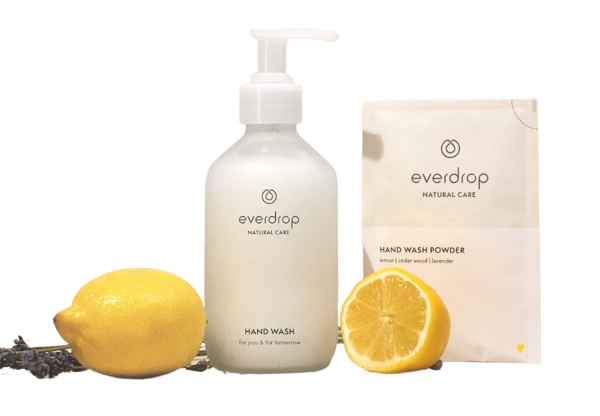 everdrop
NATURAL CARE
HAND WASH
for you & for tomorrow
everdrop
NATURAL CARE
HAND WASH POWDER
lemon | cedar wood | lavender